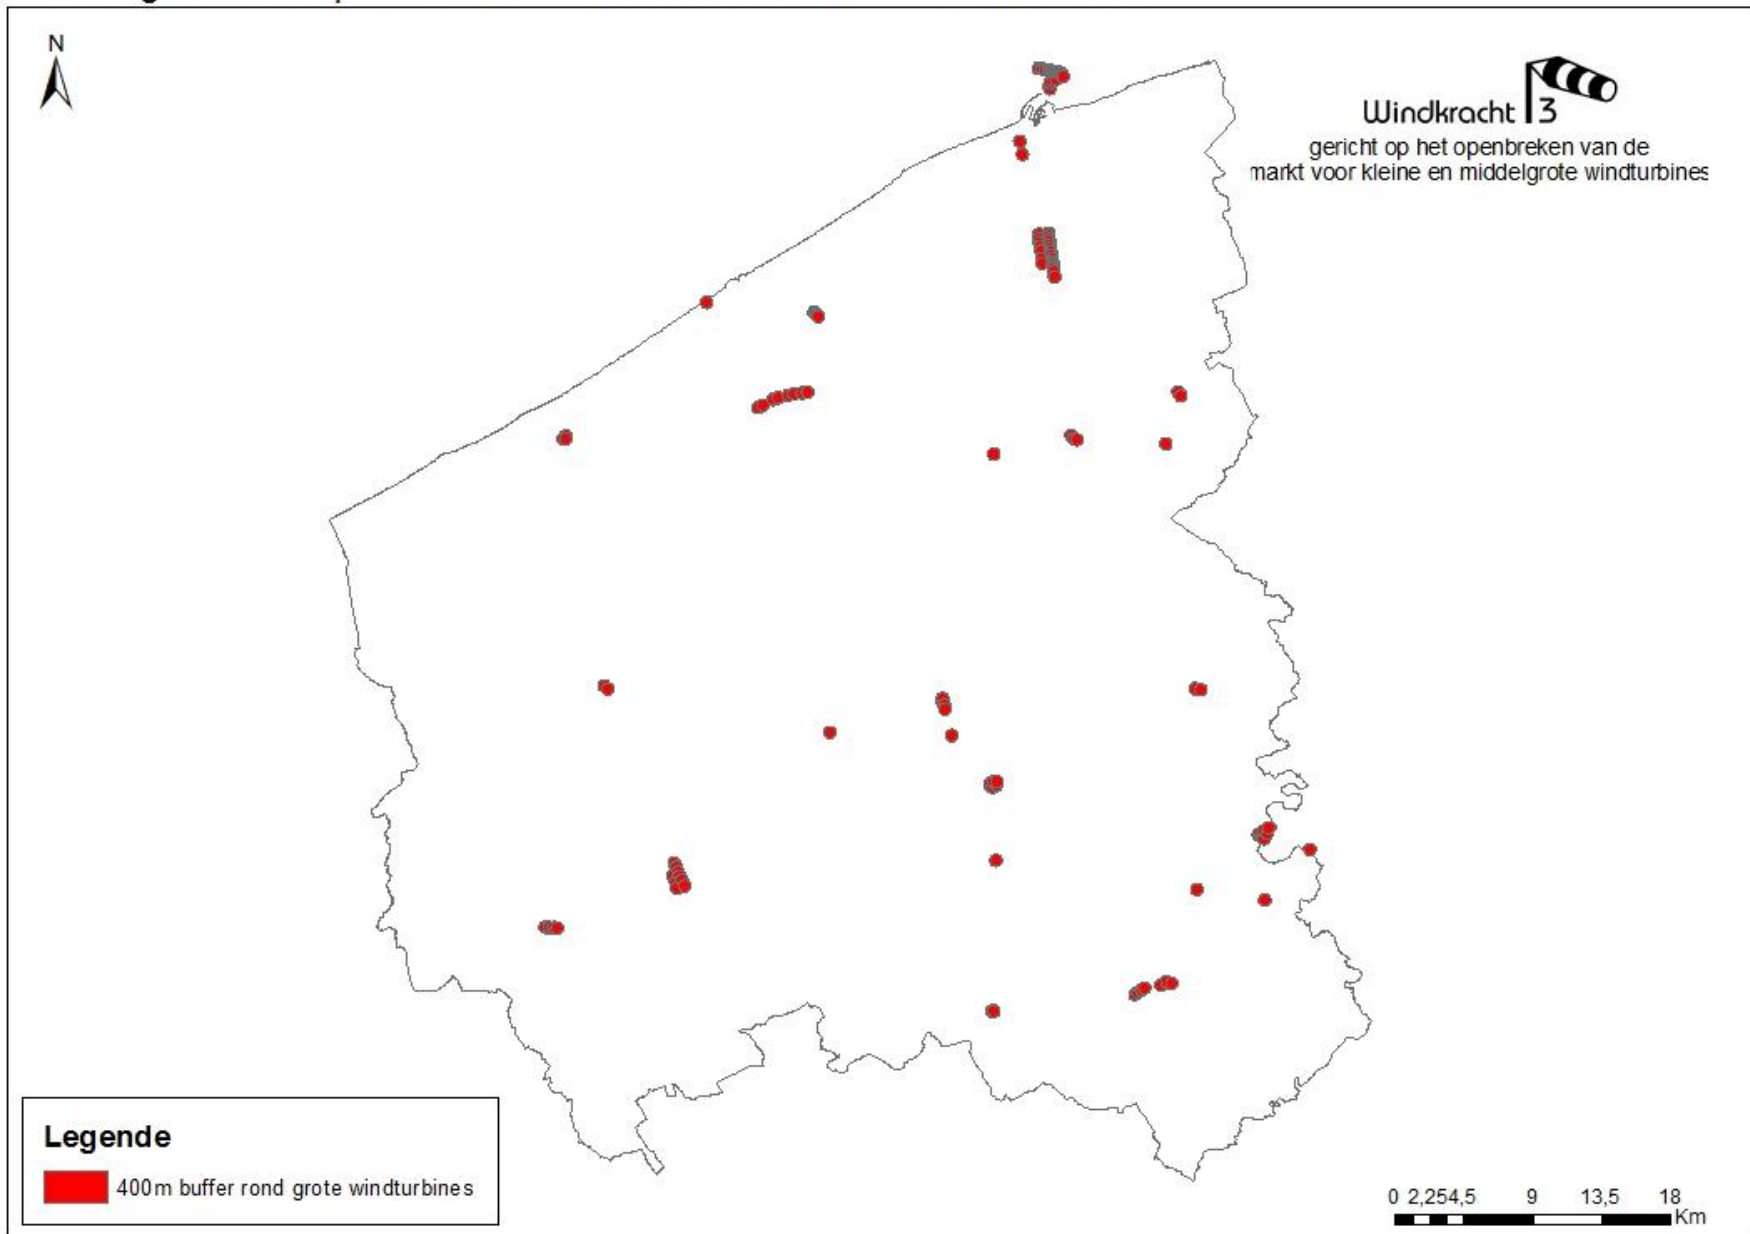 N
Windkracht 13
gericht op het openbreken van de
markt voor kleine en middelgrote windturbines
Legende
400m buffer rond grote windturbines
0 2,254,5 9 13,5 18
Km